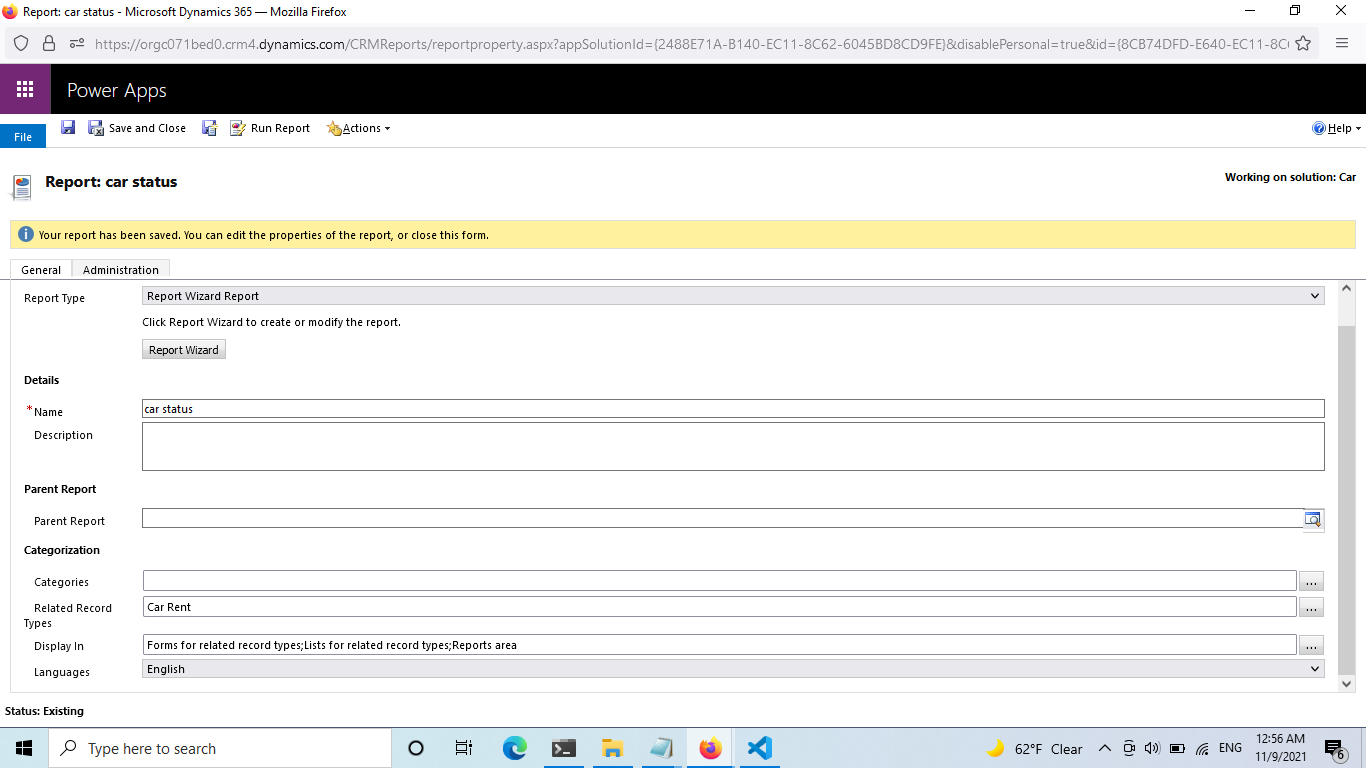 Report: car status - Microsoft Dynamics 365 — Mozilla Firefox
https://orgc071bed0.crm4.dynamics.com/CRMReports/reportproperty.aspx?appSolutionId={2488E71A-B140-EC11-8C62-6045BD8CD9FE}&disablePersonal=true&id={8CB74DFD-E640-EC11-8C
Power Apps
File
Save and Close
Run Report
Actions
Help
Report: car status
Working on solution: Car
Your report has been saved. You can edit the properties of the report, or close this form.
General
Administration
Report Type
Report Wizard Report
Click Report Wizard to create or modify the report.
Report Wizard
Details
* Name
car status
Description
Parent Report
Parent Report
Categorization
Categories
...
Related Record
Types
Car Rent
...
Display In
Forms for related record types;Lists for related record types;Reports area
...
Languages
English
Status: Existing
Type here to search
62°F Clear
ENG
12:56 AM
11/9/2021
6